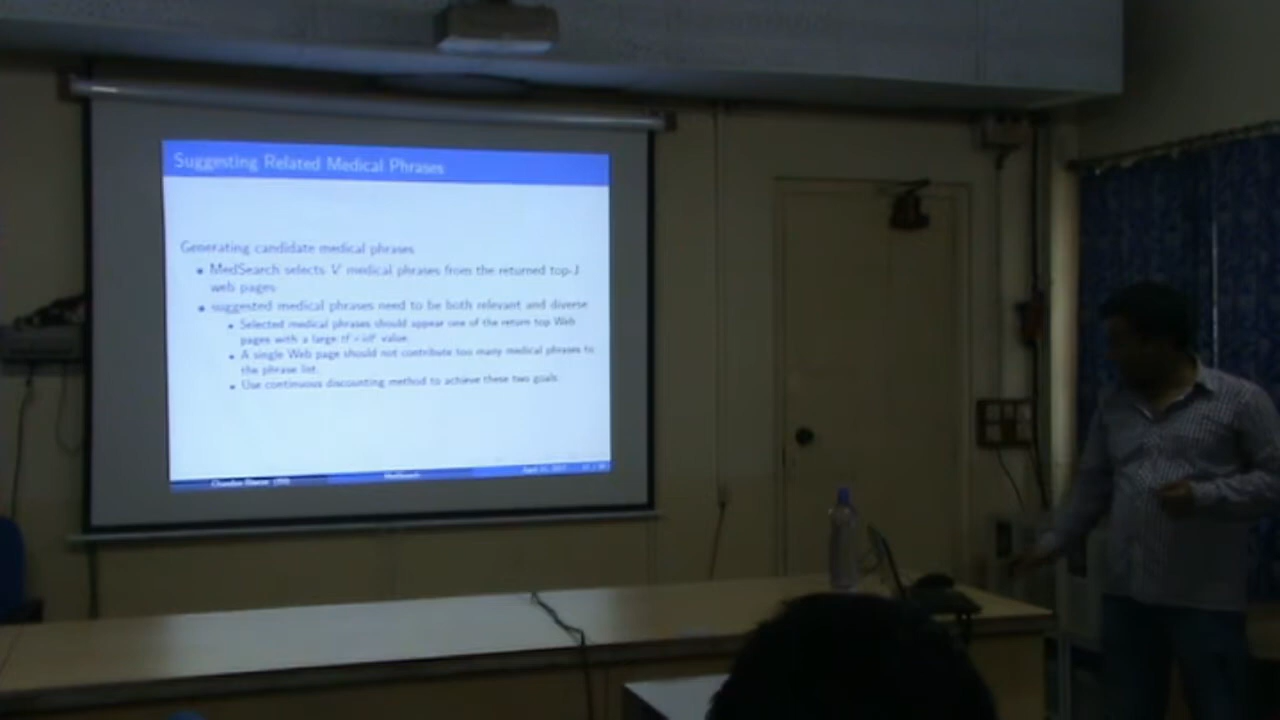 Suggesting Related Medical Phrases
Generating candidate medical phrases
MedSearch selects V medical phrases from the returned top-J
web pages
suggested medical phrases need to be both relevant and diverse
Selected medical phrases should appear one of the return top Web
pages with a large tf × idf value.
A single Web page should not contribute too many medical phrases to
the phrase list.
Use continuous discounting method to achieve these two goals.
MedSearch